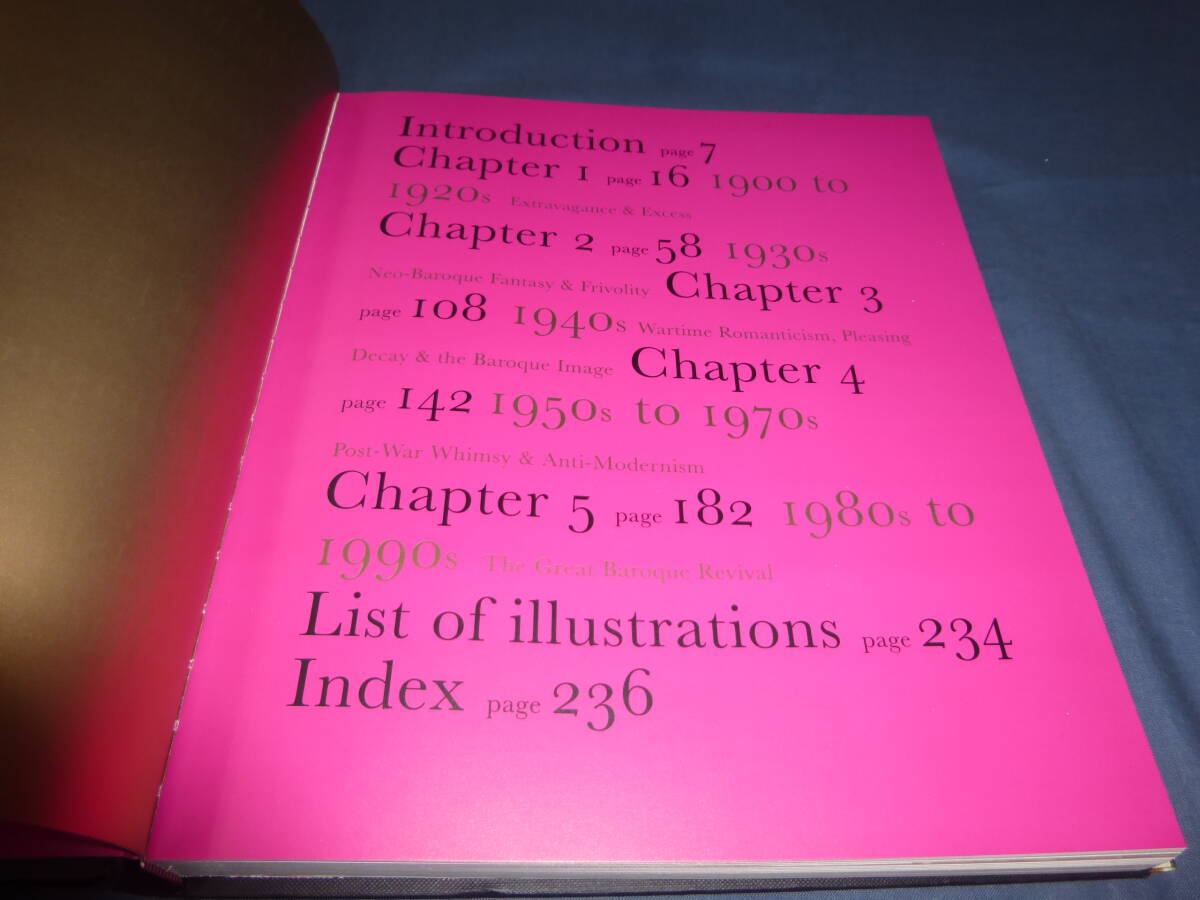 Introduction page 7
Chapter 1 page 16 1900 to
1920s Extravagance & Excess
Chapter 2 page 58 1930s
Neo-Baroque Fantasy & Frivolity Chapter 3
page 108 1940s Wartime Romanticism, Pleasing
Decay & the Baroque Image Chapter 4
page 142 1950s to 1970s
Post-War Whimsy & Anti-Modernism
Chapter 5 page 182 1980s to
1990s The Great Baroque Revival
List of illustrations page 234
Index page 236